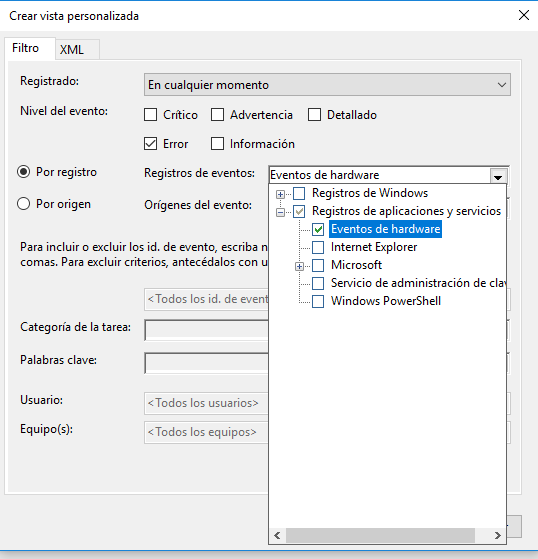 Crear vista personalizada
Filtro
XML
Registrado:
En cualquier momento
Nivel del evento:
Crítico
Advertencia
Detallado
Error
Información
Por registro
Registros de eventos:
Eventos de hardware
Por origen
Orígenes del evento:
Registros de Windows
Registros de aplicaciones y servicios
Eventos de hardware
Internet Explorer
Microsoft
Servicio de administración de cla
Windows PowerShell
Para incluir o excluir los id. de evento, escriba n
comas. Para excluir criterios, antecédalos con u
<Todos los id. de event
Categoría de la tarea:
Palabras clave:
Usuario:
<Todos los usuarios>
Equipo(s):
<Todos los equipos>